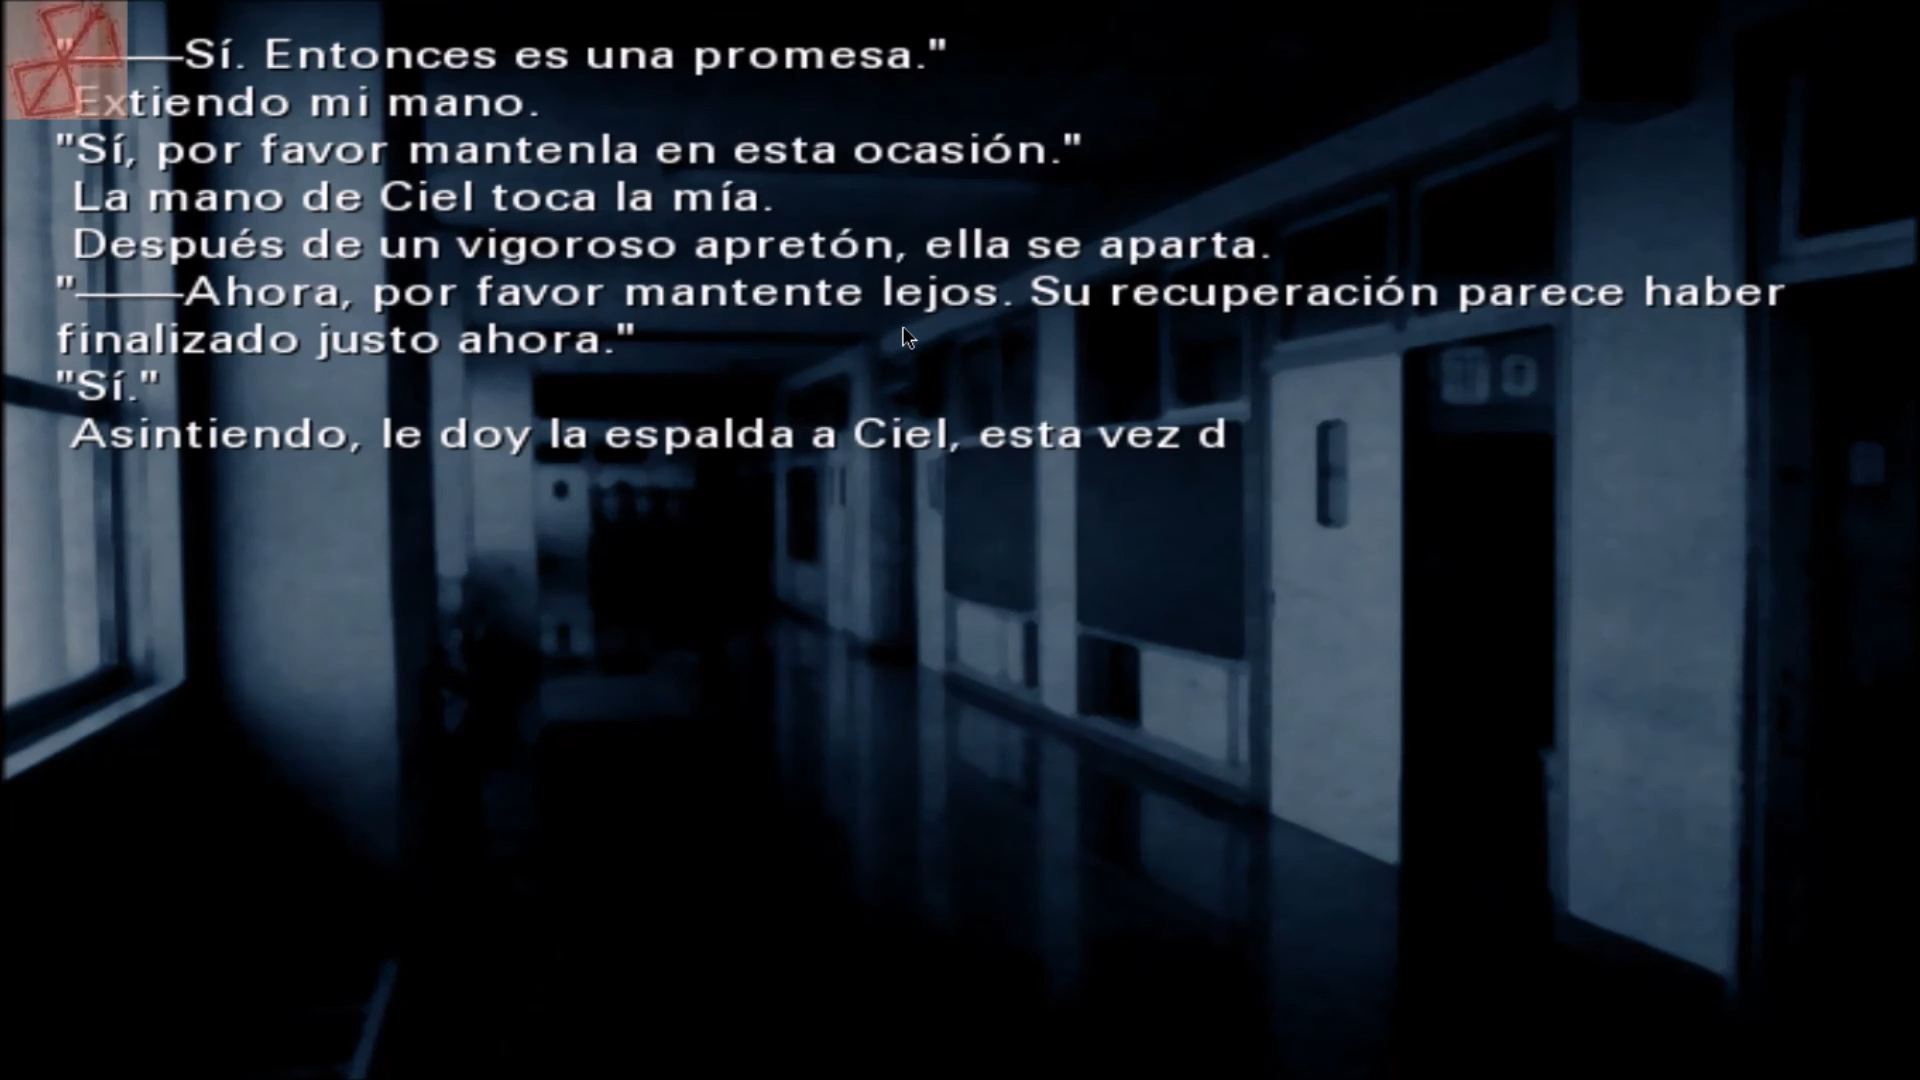 "——Sí. Entonces es una promesa."
Extiendo mi mano.
"Sí, por favor mantenla en esta ocasión."
La mano de Ciel toca la mía.
Después de un vigoroso apretón, ella se aparta.
"——Ahora, por favor mantente lejos. Su recuperación parece haber
finalizado justo ahora."
"Sí."
Asintiendo, le doy la espalda a Ciel, esta vez d